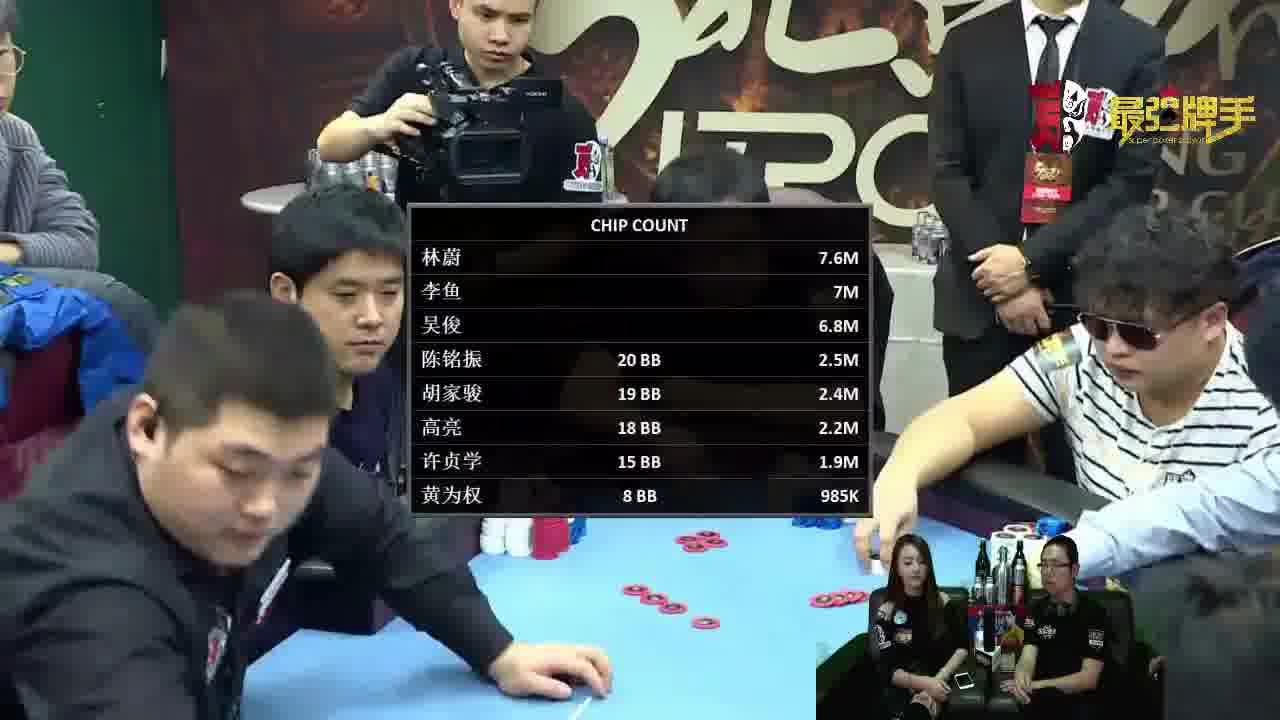 最强牌手
Superpokerplayer
NG
CHIP COUNT
林蔚 7.6M
李鱼 7M
吴俊 6.8M
陈铭振 20 BB 2.5M
胡家骏 19 BB 2.4M
高亮 18 BB 2.2M
许贞学 15 BB 1.9M
黄为权 8 BB 985K